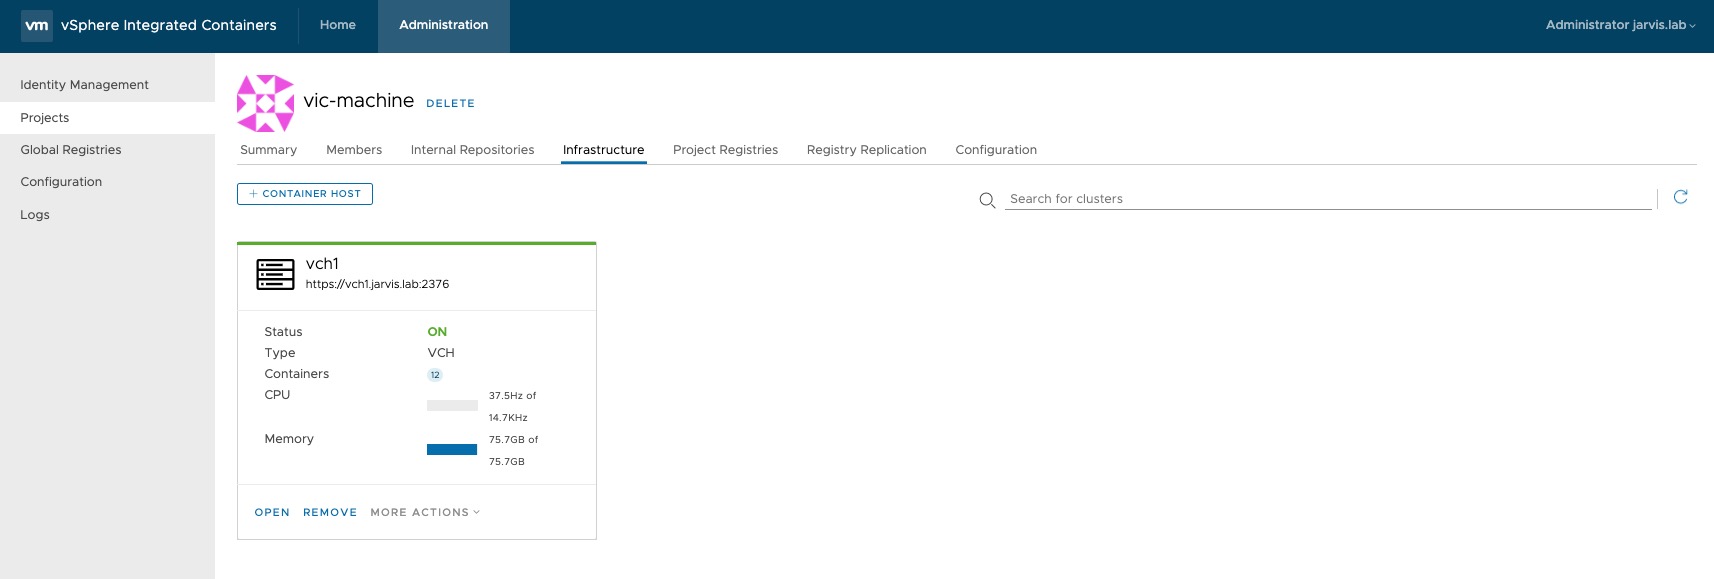 vm vSphere Integrated Containers Home Administration Administrator jarvis.lab
Identity Management
Projects
Global Registries
Configuration
Logs
vic-machine DELETE
Summary Members Internal Repositories Infrastructure Project Registries Registry Replication Configuration
+ CONTAINER HOST
Search for clusters
vch1
https://vch1.jarvis.lab:2376
Status ON
Type VCH
Containers 12
CPU 37.5Hz of
14.7KHz
Memory 75.7GB of
75.7GB
OPEN REMOVE MORE ACTIONS